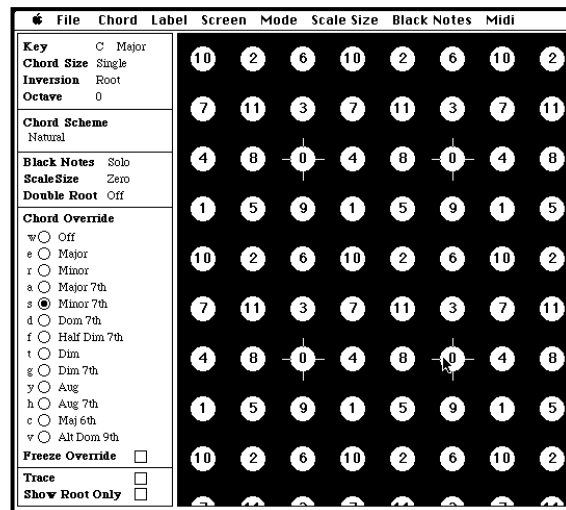 File Chord Label Screen Mode Scale Size Black Notes Midi
Key C Major
Chord Size Single
Inversion Root
Octave 0
Chord Scheme
Natural
Black Notes Solo
ScaleSize Zero
Double Root Off
Chord Override
w Off
e Major
r Minor
a Major 7th
s Minor 7th
d Dom 7th
f Half Dim 7th
t Dim
g Dim 7th
y Aug
h Aug 7th
c Maj 6th
v Alt Dom 9th
Freeze Override
Trace
Show Root Only
10 2 6 10 2 6 10 2
7 11 3 7 11 3 7 11
4 8 0 4 8 0 4 8
1 5 9 1 5 9 1 5
10 2 6 10 2 6 10 2
7 11 3 7 11 3 7 11
4 8 0 4 8 0 4 8
1 5 9 1 5 9 1 5
10 2 6 10 2 6 10 2